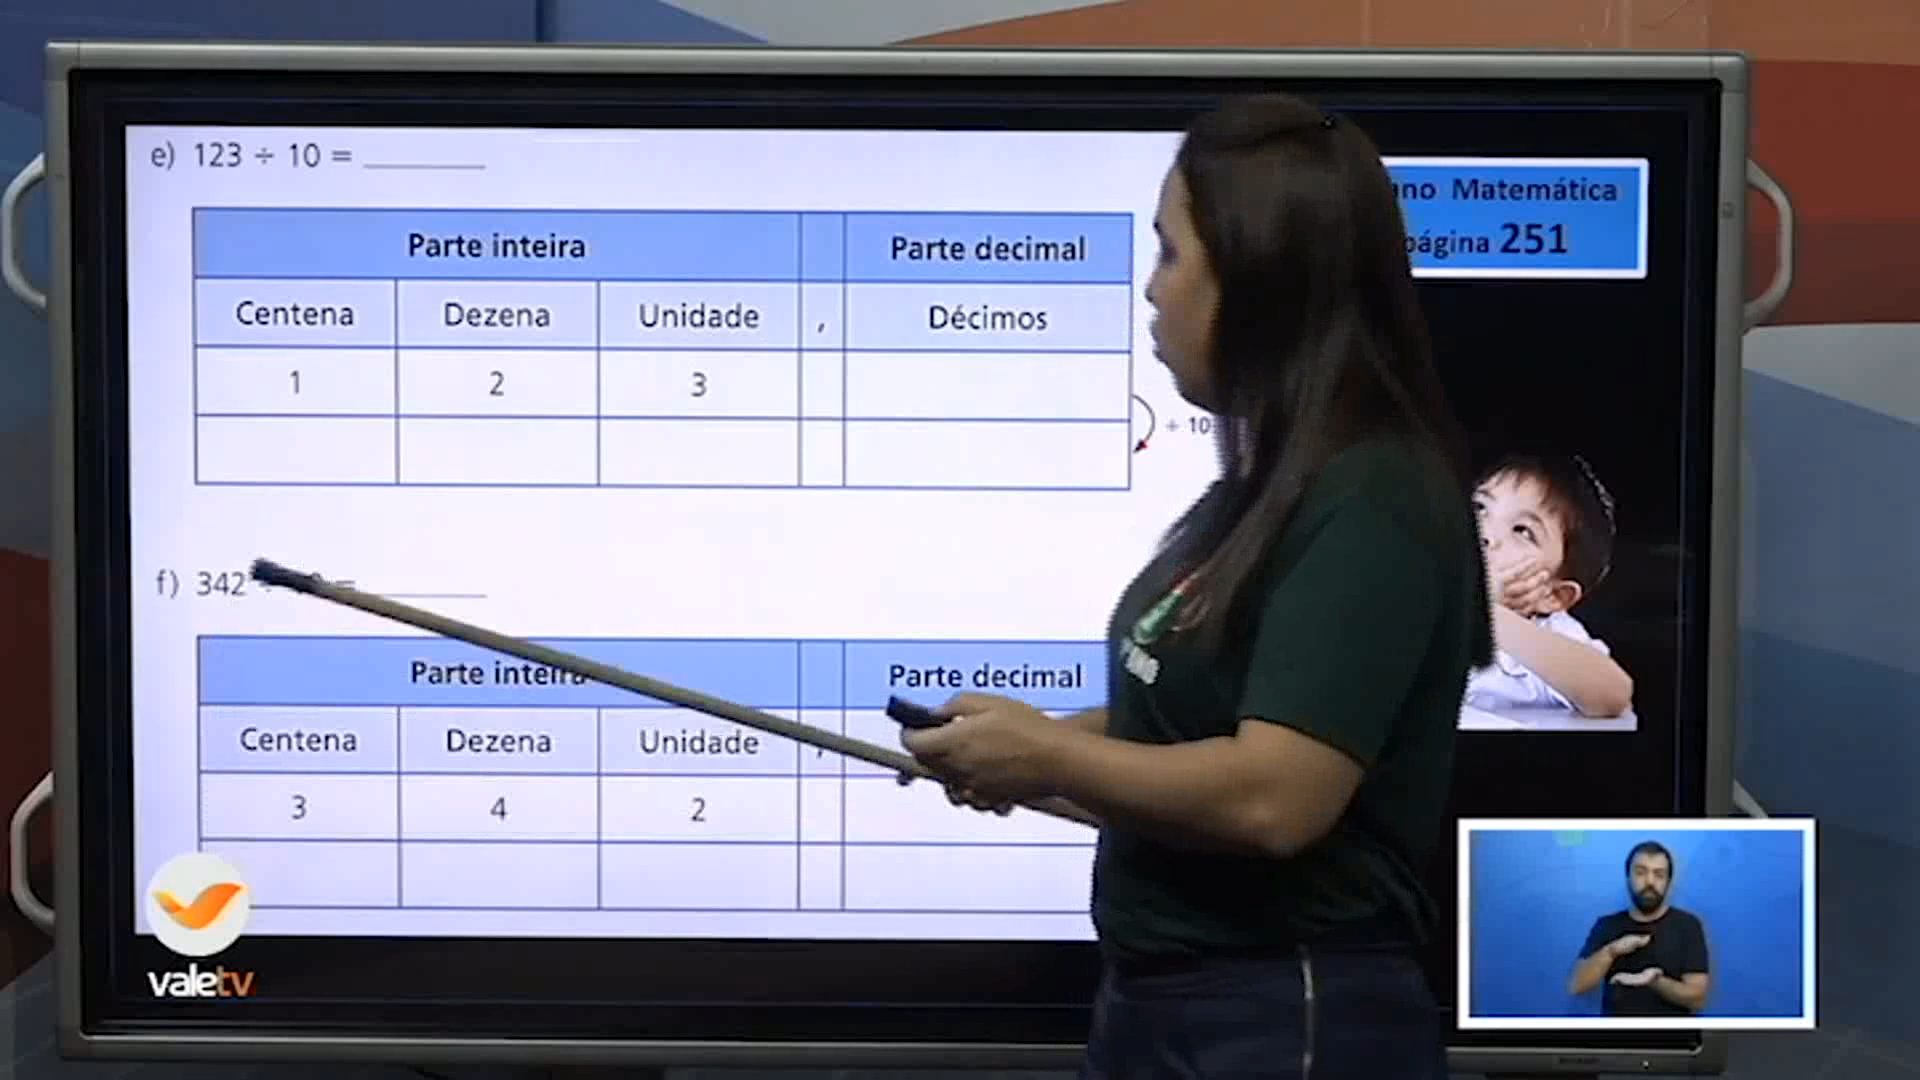 e) 123 ÷ 10 =
Parte inteira Parte decimal
Centena Dezena Unidade , Décimos
1 2 3
÷ 10
f) 342 ÷ =
Parte inteira Parte decimal
Centena Dezena Unidade ,
3 4 2
Matemática
página 251
valetv